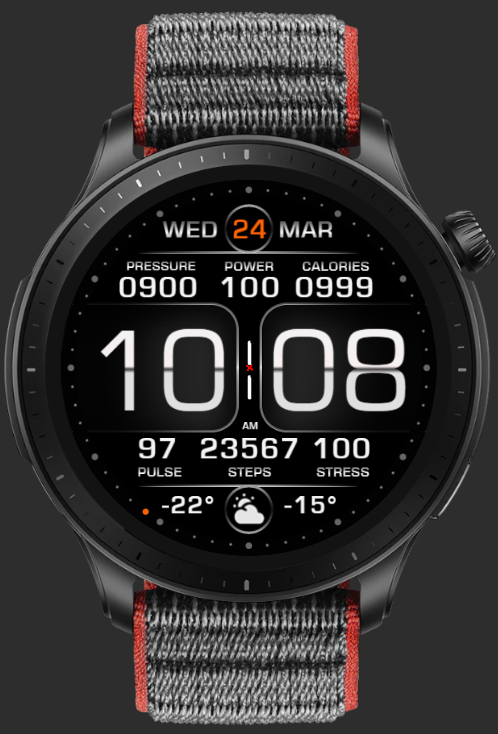 WED 24 MAR
PRESSURE POWER CALORIES
0900 100 0999
10 08
AM
97 23567 100
PULSE STEPS STRESS
-22° -15°